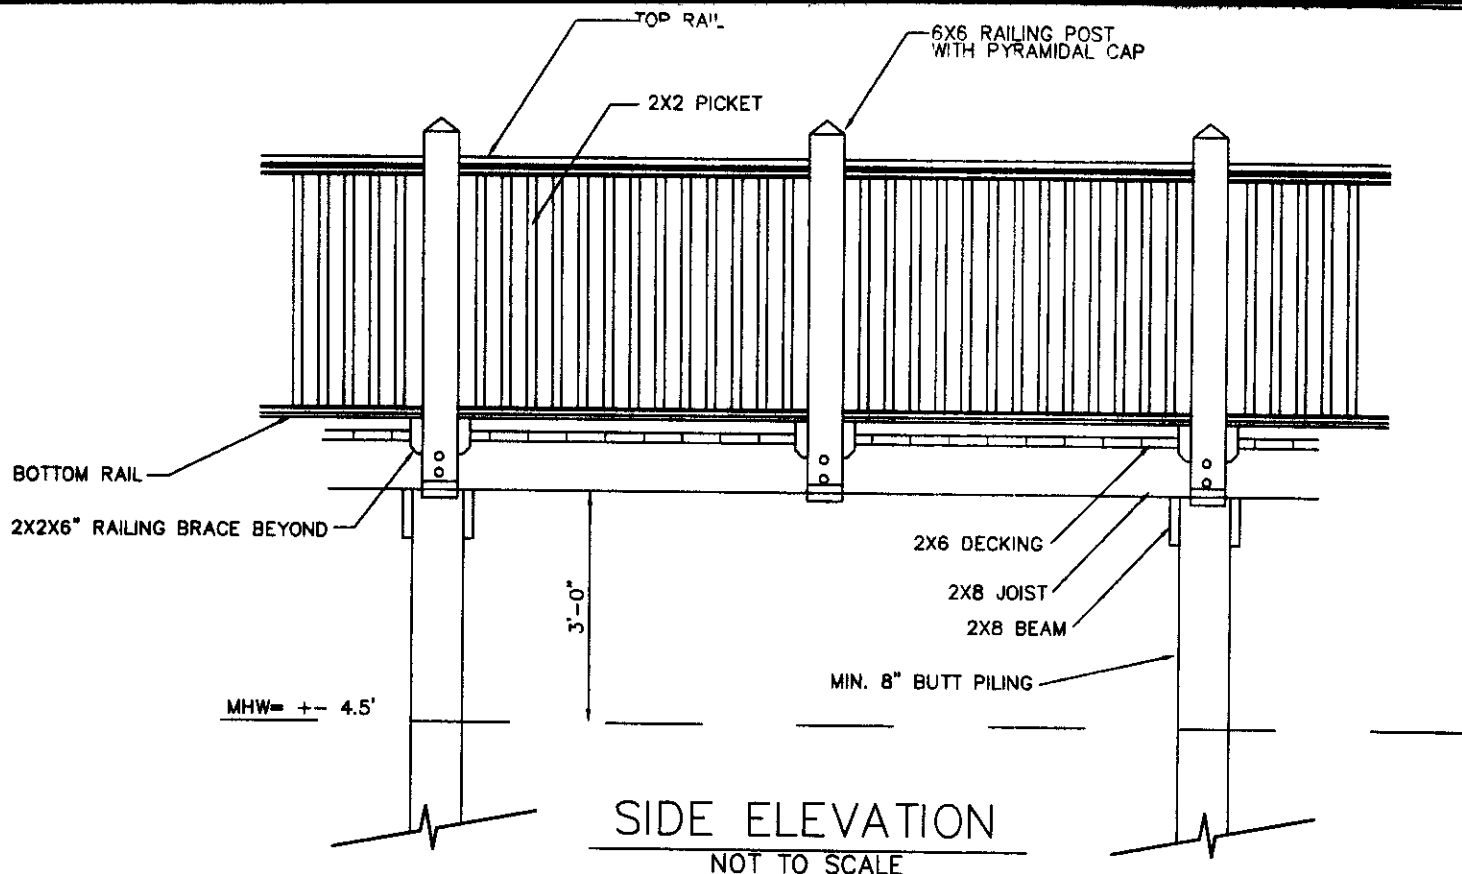 TOP RAIL
6X6 RAILING POST
WITH PYRAMIDAL CAP
2X2 PICKET
BOTTOM RAIL
2X2X6" RAILING BRACE BEYOND
2X6 DECKING
2X8 JOIST
2X8 BEAM
3'-0"
MIN. 8" BUTT PILING
MHW= +- 4.5'
SIDE ELEVATION
NOT TO SCALE